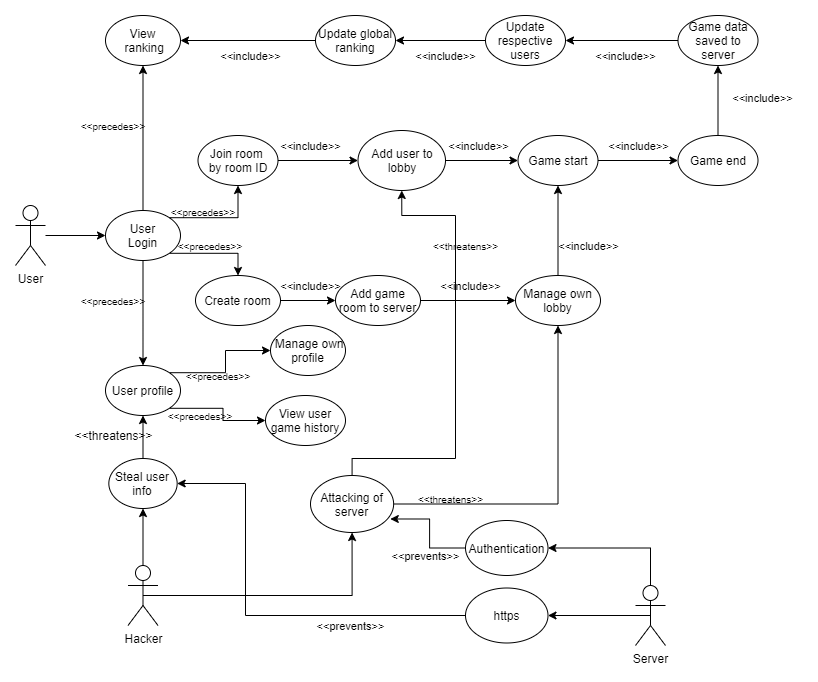 View
ranking
Update global
ranking
Update
respective
users
Game data
saved to
server
<<include>>
<<include>>
<<include>>
<<include>>
<<precedes>>
Join room
by room ID
<<include>>
Add user to
lobby
<<include>>
Game start
<<include>>
Game end
<<precedes>>
User
Login
<<precedes>>
<<threatens>>
<<include>>
User
<<precedes>>
Create room
<<include>>
Add game
room to server
<<include>>
Manage own
lobby
Manage own
profile
<<precedes>>
User profile
<<precedes>>
View user
game history
<<threatens>>
Steal user
info
Attacking of
server
<<threatens>>
Authentication
<<prevents>>
https
<<prevents>>
Hacker
Server